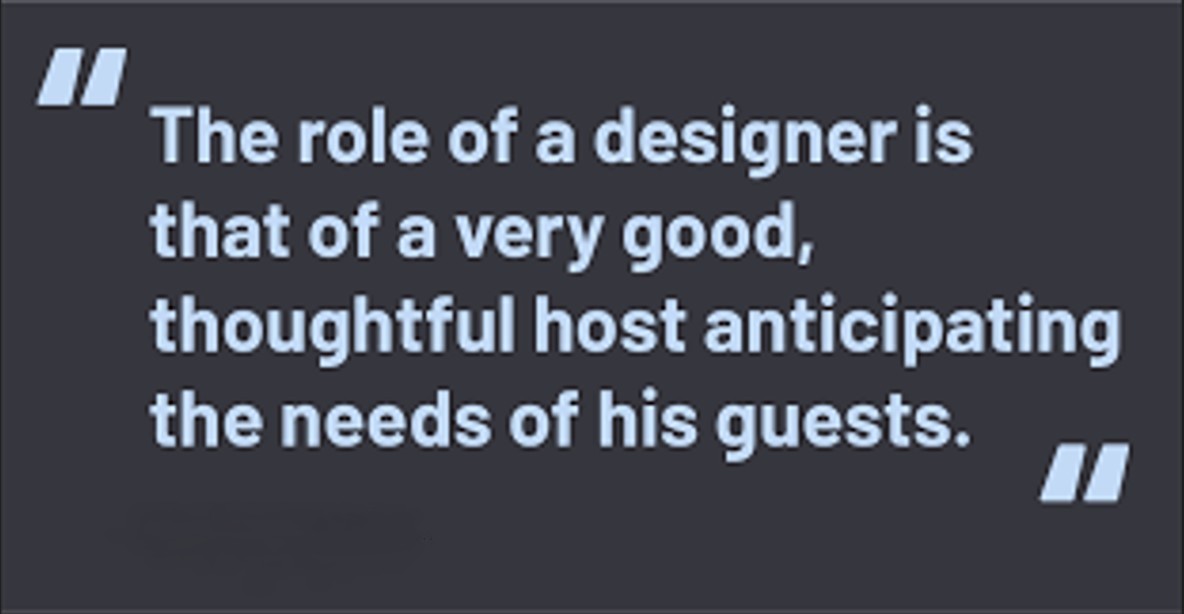 "The role of a designer is
that of a very good,
thoughtful host anticipating
the needs of his guests."